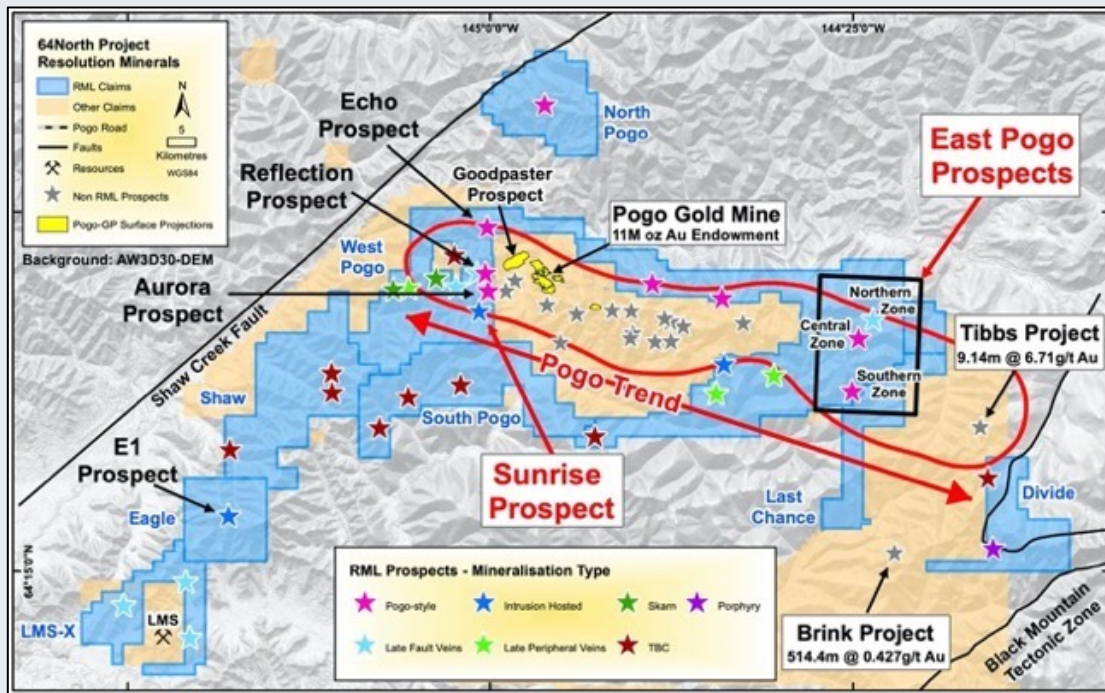 64North Project
Resolution Minerals
RML Claims
Other Claims
Pogo Road
Faults
Resources
Non RML Prospects
Pogo-GP Surface Projections
N
5
Kilometres
WGS84
Background: AW3D30-DEM
145°0'0"W
144°25'0"W
64°15'0"N
Echo
Prospect
Reflection
Prospect
Goodpaster
Prospect
North
Pogo
East Pogo
Prospects
Pogo Gold Mine
11M oz Au Endowment
West
Pogo
Aurora
Prospect
Shaw Creek Fault
Northern
Zone
Central
Zone
Southern
Zone
Tibbs Project
9.14m @ 6.71g/t Au
Pogo Trend
Shaw
South Pogo
E1
Prospect
Sunrise
Prospect
Eagle
Last
Chance
Divide
LMS-X
LMS
RML Prospects - Mineralisation Type
Pogo-style
Intrusion Hosted
Skarn
Porphyry
Late Fault Veins
Late Peripheral Veins
TBC
Brink Project
514.4m @ 0.427g/t Au
Black Mountain
Tectonic Zone